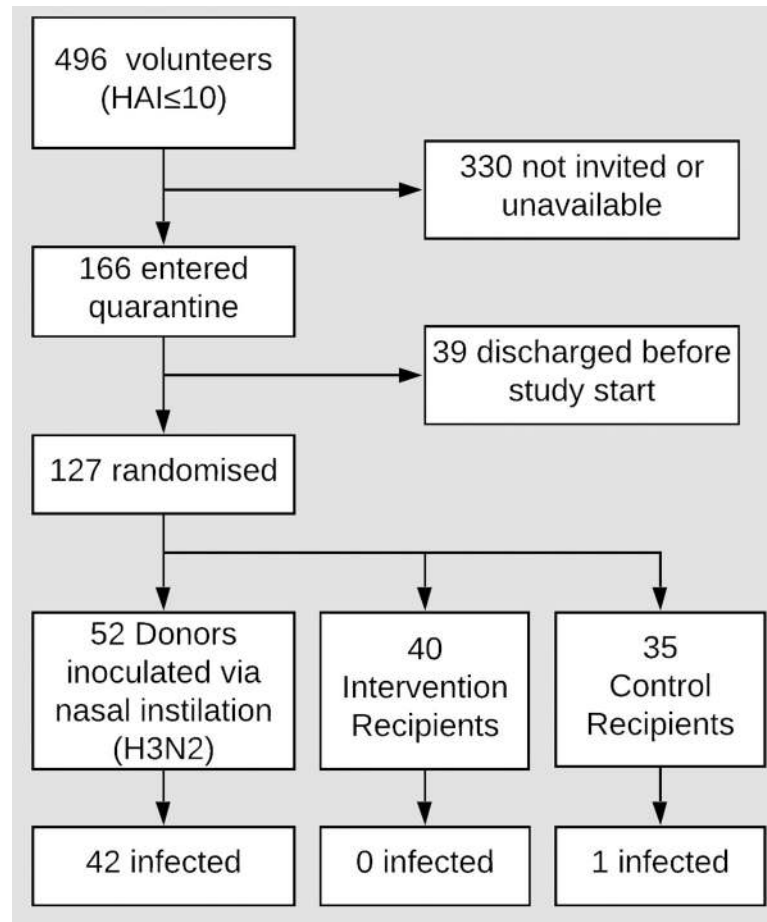 496 volunteers
(HAI≤10)
330 not invited or
unavailable
166 entered
quarantine
39 discharged before
study start
127 randomised
52 Donors
inoculated via
nasal instilation
(H3N2)
40
Intervention
Recipients
35
Control
Recipients
42 infected
0 infected
1 infected